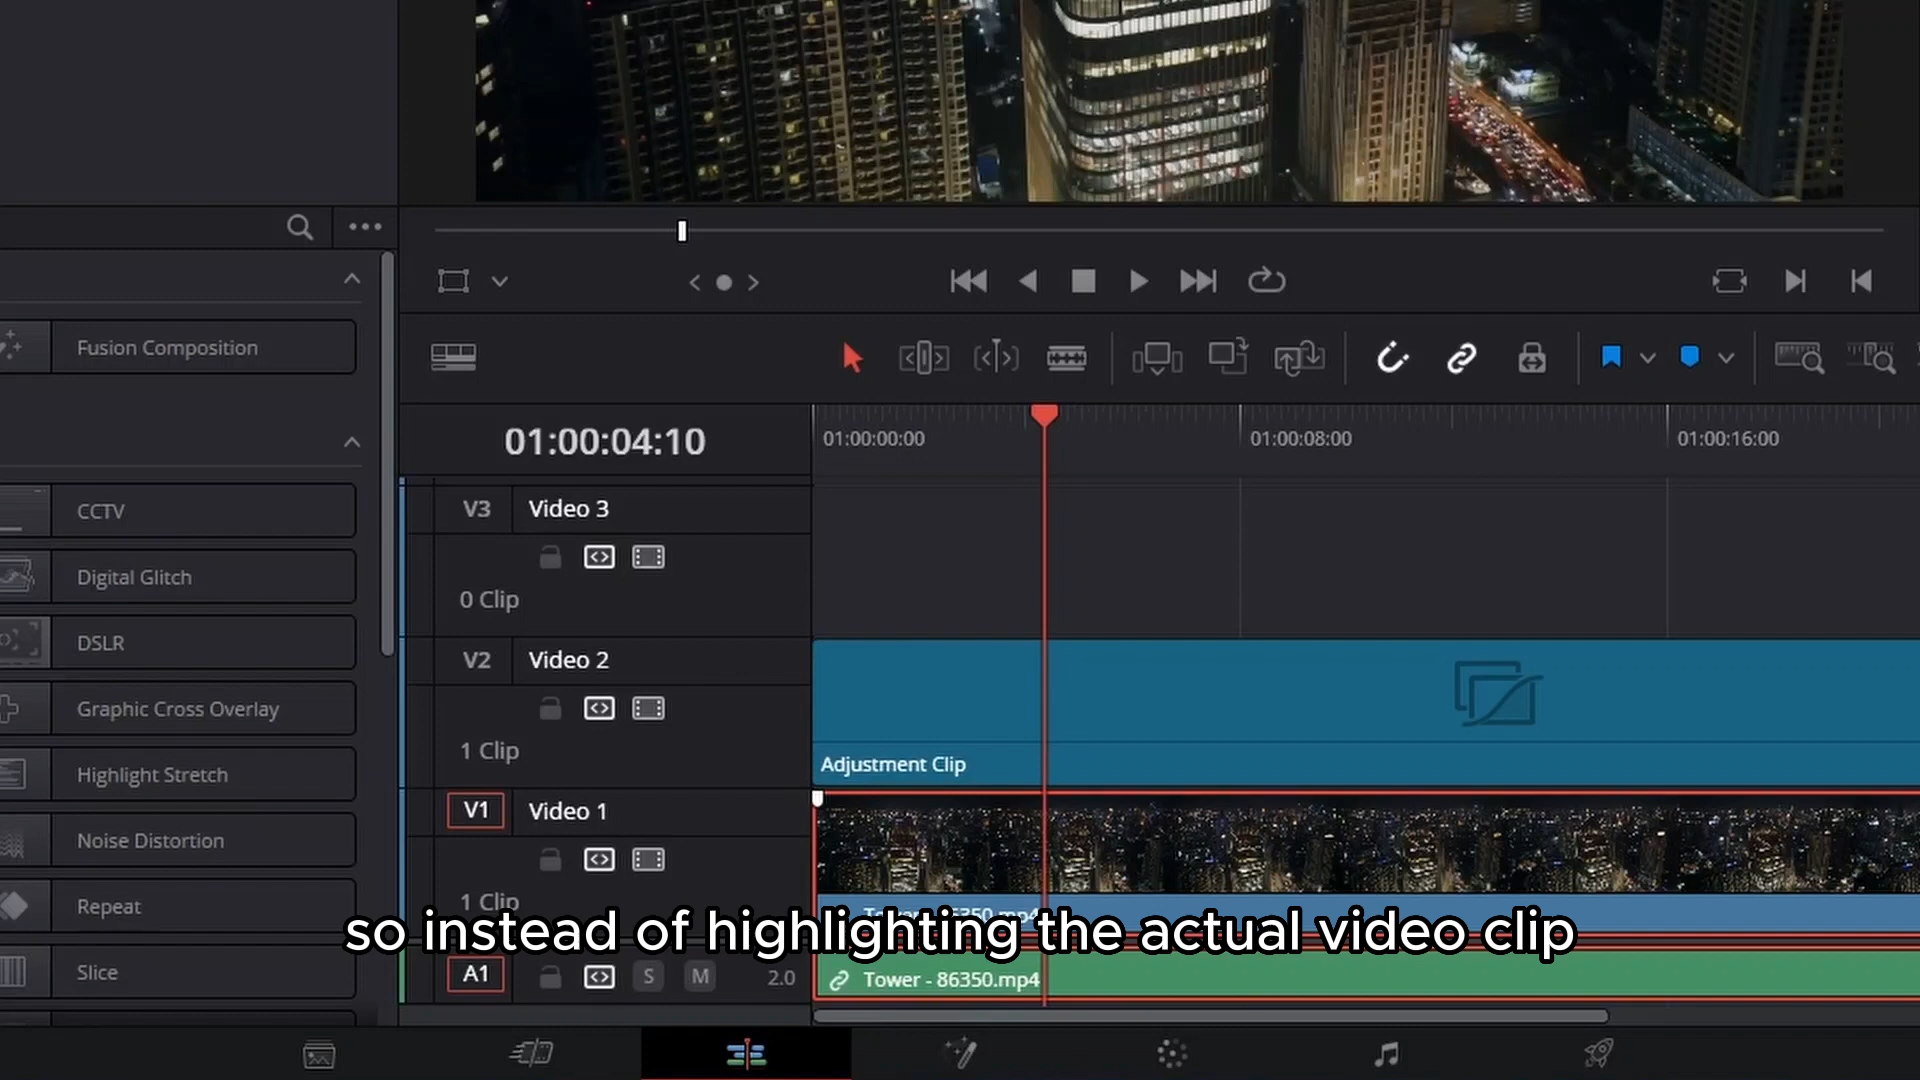 Fusion Composition
CCTV
Digital Glitch
DSLR
Graphic Cross Overlay
Highlight Stretch
Noise Distortion
Repeat
Slice
01:00:04:10
01:00:00:00
01:00:08:00
01:00:16:00
V3 Video 3
0 Clip
V2 Video 2
1 Clip
Adjustment Clip
V1 Video 1
1 Clip
Tower - 86350.mp4
so instead of highlighting the actual video clip
A1 S M 2.0
Tower - 86350.mp4